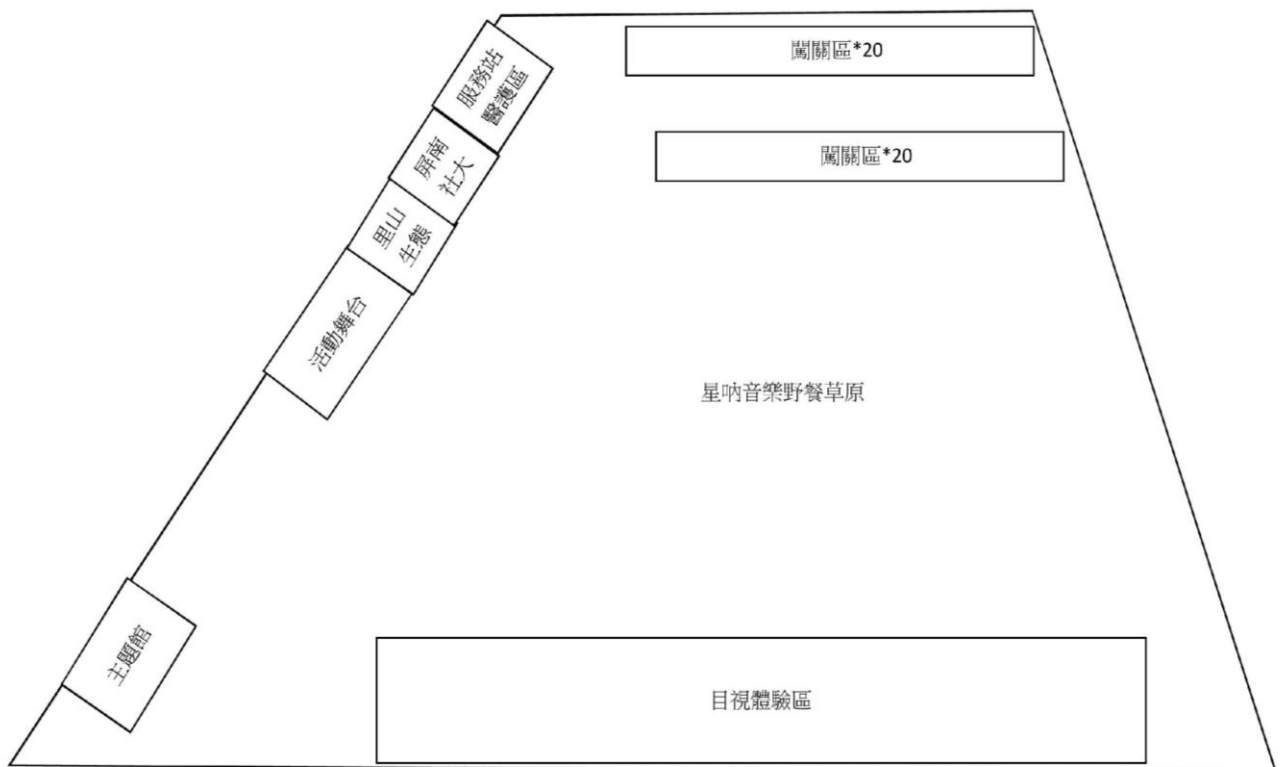 闖關區*20
服務站
醫護區
闖關區*20
屏南
社大
里山
生態
活動舞台
星吶音樂野餐草原
主題館
目視體驗區